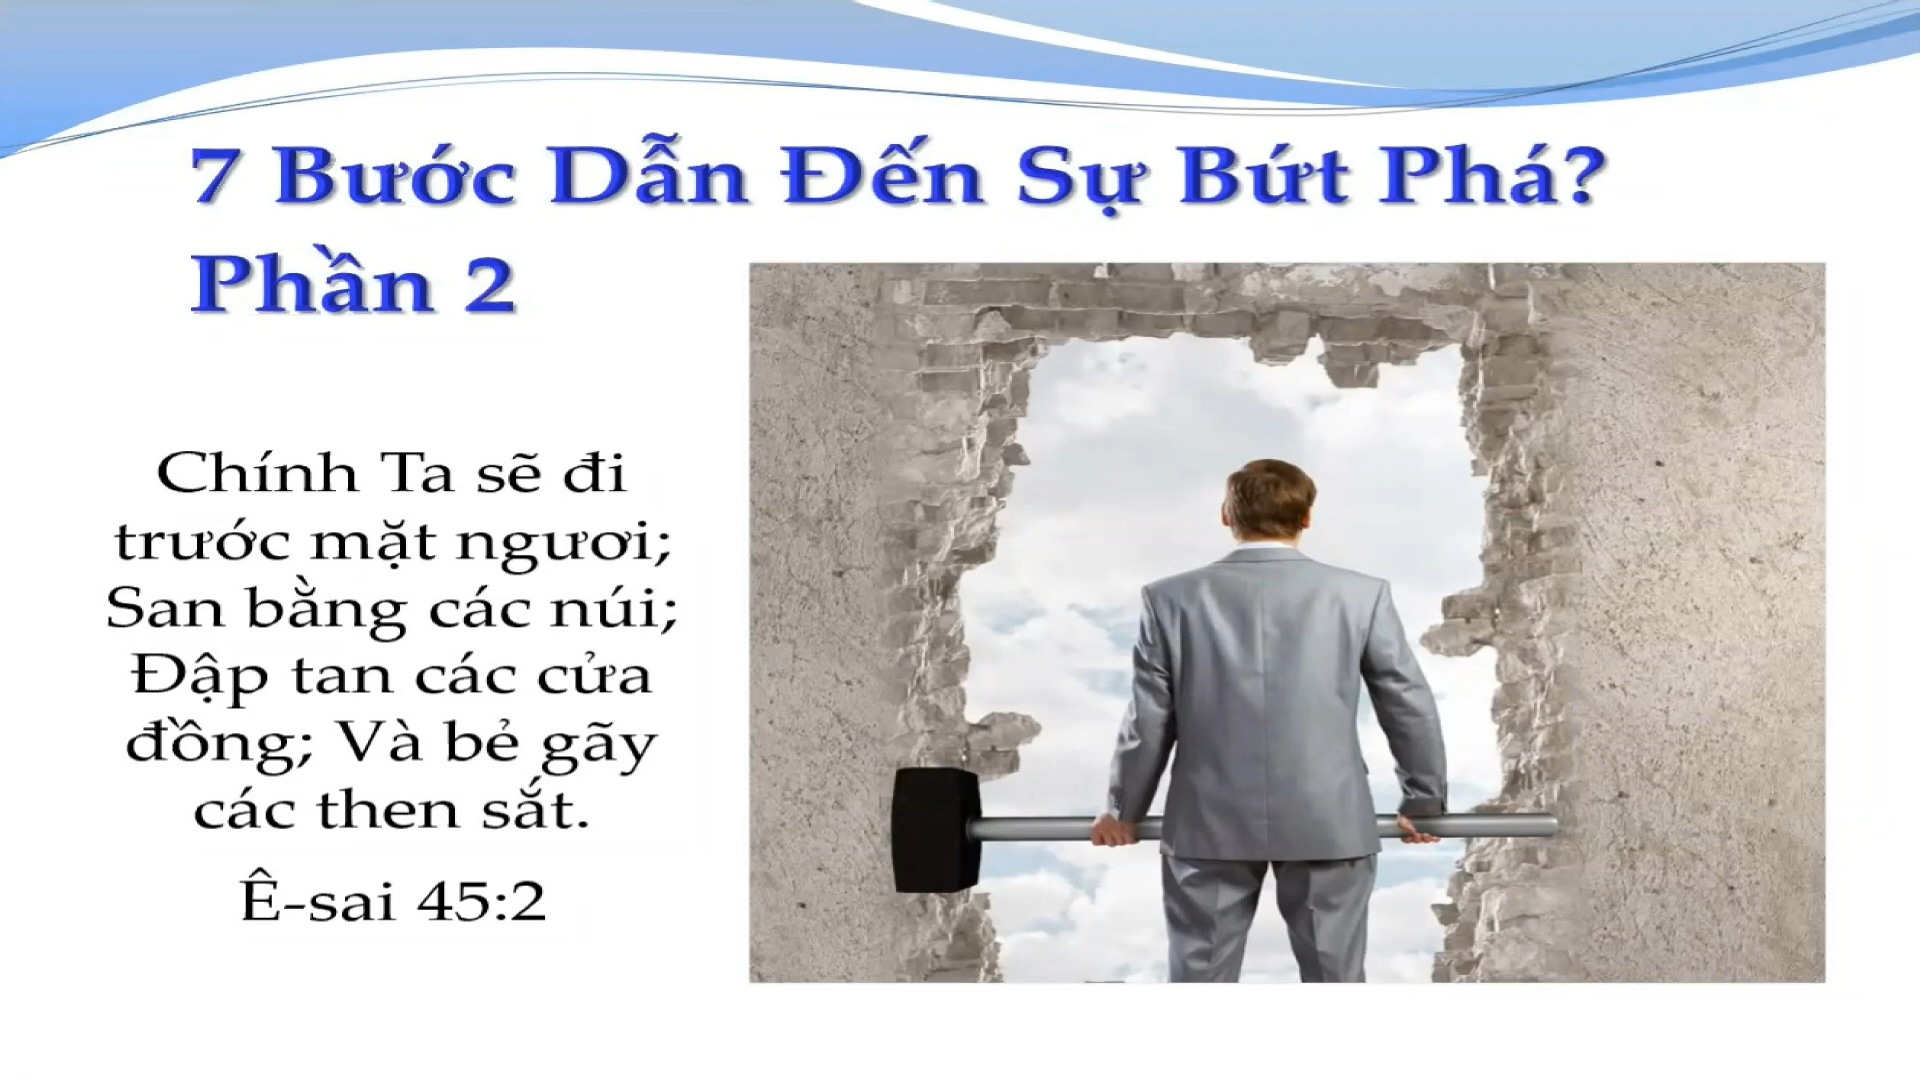 7 Bước Dẫn Đến Sự Bứt Phá?
Phần 2
Chính Ta sẽ đi
trước mặt ngươi;
San bằng các núi;
Đập tan các cửa
đồng; Và bẻ gãy
các then sắt.
Ê-sai 45:2